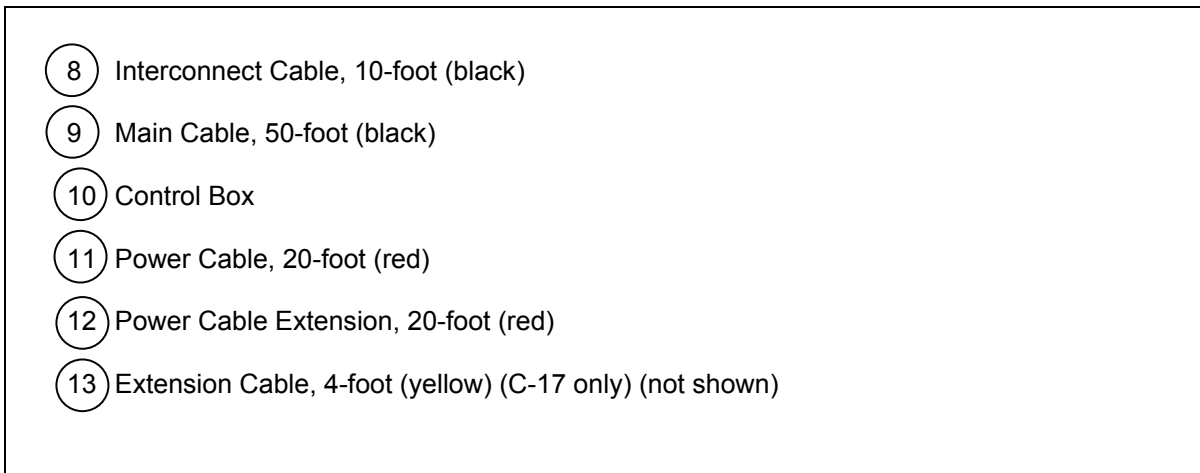 8 Interconnect Cable, 10-foot (black)
9 Main Cable, 50-foot (black)
10 Control Box
11 Power Cable, 20-foot (red)
12 Power Cable Extension, 20-foot (red)
13 Extension Cable, 4-foot (yellow) (C-17 only) (not shown)